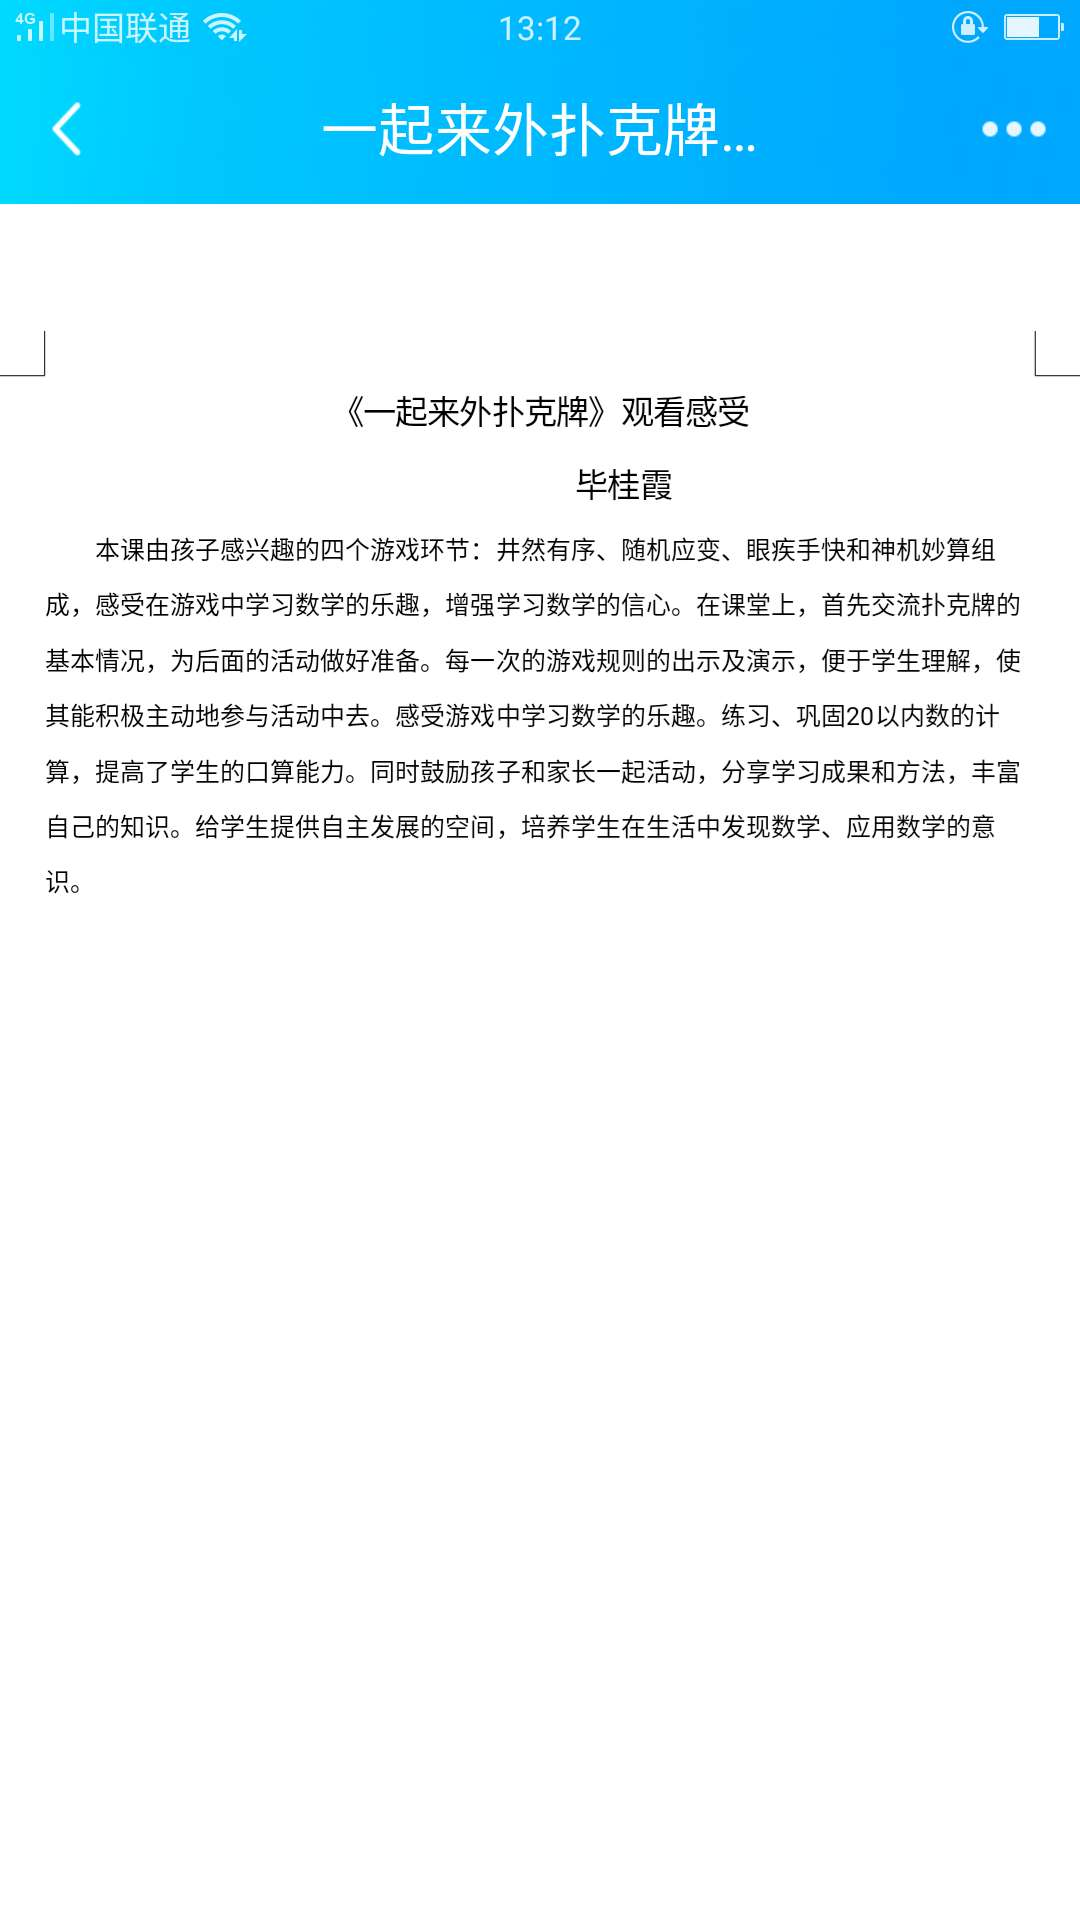 4G 中国联通 13:12
一起来外扑克牌...
《一起来外扑克牌》观看感受
毕桂霞
本课由孩子感兴趣的四个游戏环节：井然有序、随机应变、眼疾手快和神机妙算组
成，感受在游戏中学习数学的乐趣，增强学习数学的信心。在课堂上，首先交流扑克牌的
基本情况，为后面的活动做好准备。每一次的游戏规则的出示及演示，便于学生理解，使
其能积极主动地参与活动中去。感受游戏中学习数学的乐趣。练习、巩固20以内数的计
算，提高了学生的口算能力。同时鼓励孩子和家长一起活动，分享学习成果和方法，丰富
自己的知识。给学生提供自主发展的空间，培养学生在生活中发现数学、应用数学的意
识。